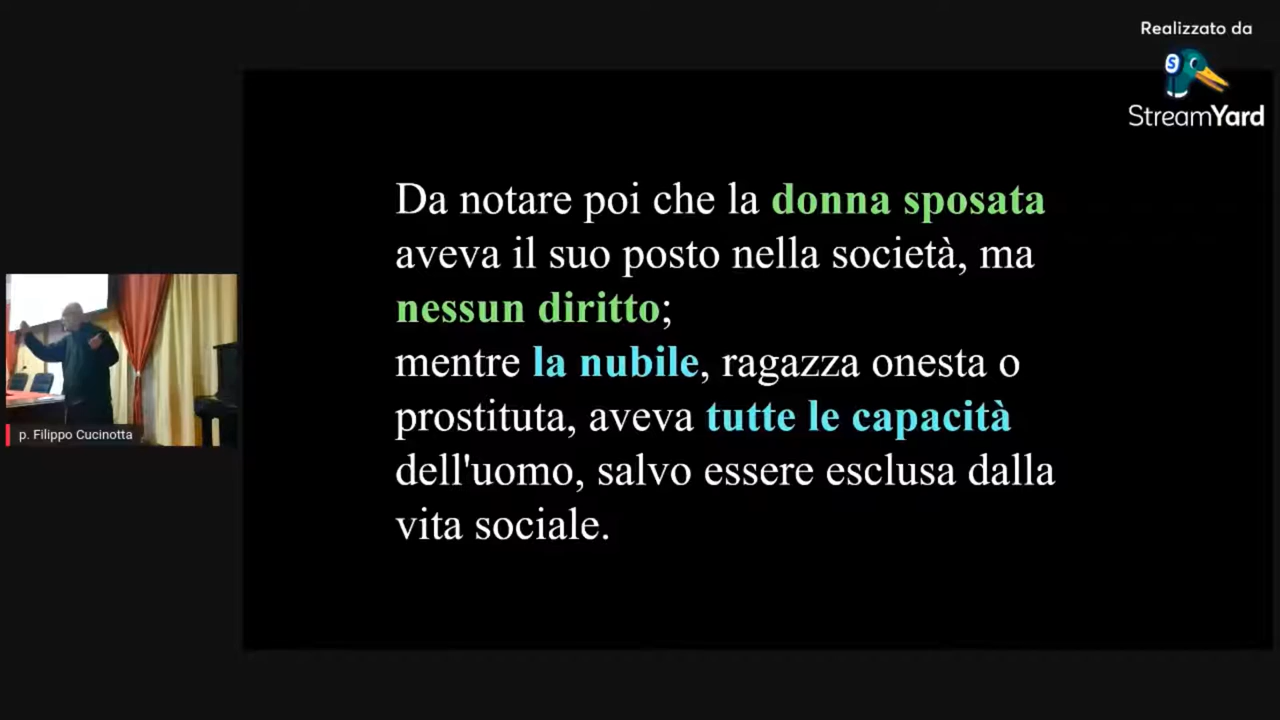 Realizzato da
StreamYard
Da notare poi che la donna sposata
aveva il suo posto nella società, ma
nessun diritto;
mentre la nubile, ragazza onesta o
prostituta, aveva tutte le capacità
dell'uomo, salvo essere esclusa dalla
vita sociale.
p. Filippo Cucinotta